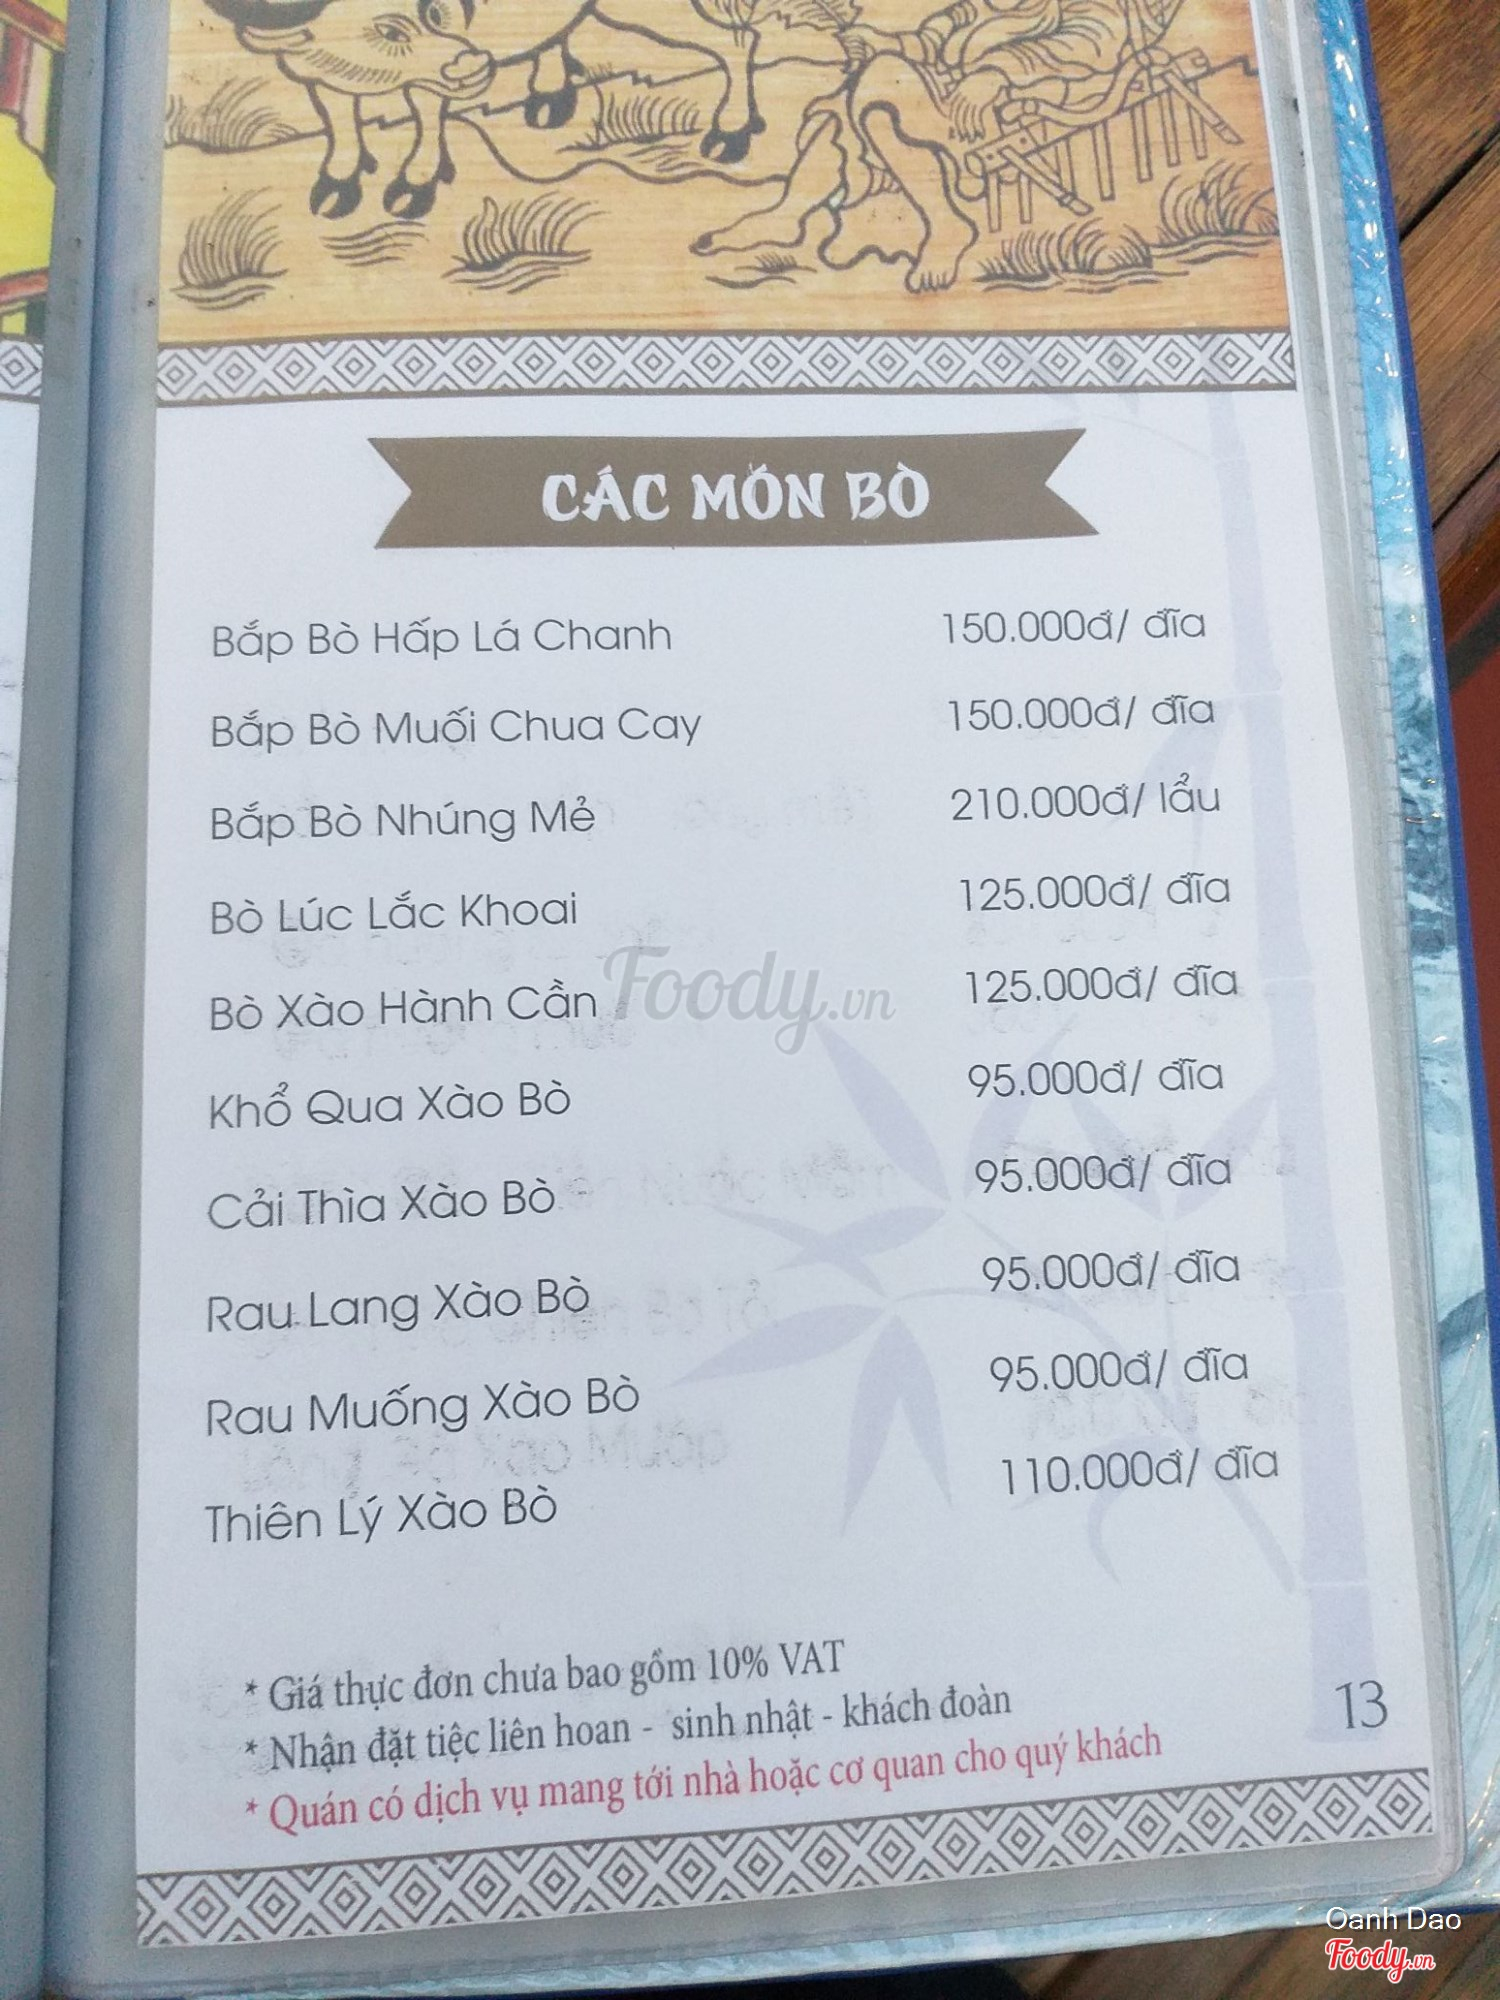 CÁC MÓN BÒ
Bắp Bò Hấp Lá Chanh 150.000đ/ đĩa
Bắp Bò Muối Chua Cay 150.000đ/ đĩa
Bắp Bò Nhúng Mẻ 210.000đ/ lẩu
Bò Lúc Lắc Khoai 125.000đ/ đĩa
Bò Xào Hành Cần 125.000đ/ đĩa
Khổ Qua Xào Bò 95.000đ/ đĩa
Cải Thìa Xào Bò 95.000đ/ đĩa
Rau Lang Xào Bò 95.000đ/ đĩa
Rau Muống Xào Bò 95.000đ/ đĩa
Thiên Lý Xào Bò 110.000đ/ đĩa
Foody.vn
* Giá thực đơn chưa bao gồm 10% VAT
* Nhận đặt tiệc liên hoan - sinh nhật - khách đoàn
* Quán có dịch vụ mang tới nhà hoặc cơ quan cho quý khách
13
Oanh Dao
Foody.vn